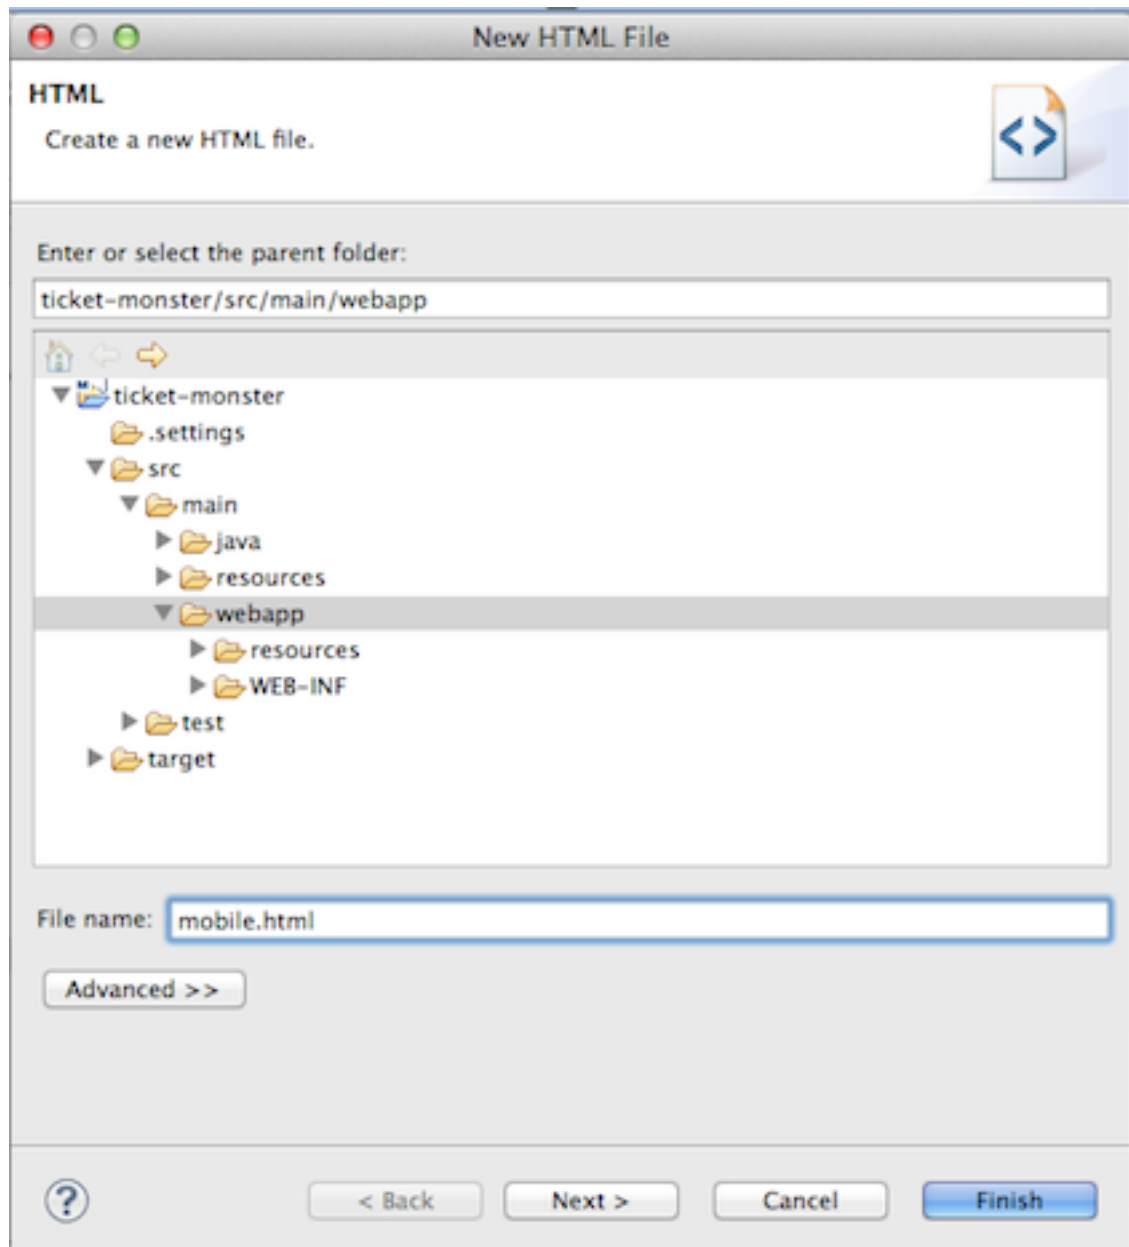 New HTML File
HTML
Create a new HTML file.
Enter or select the parent folder:
ticket-monster/src/main/webapp
ticket-monster
.settings
src
main
java
resources
webapp
resources
WEB-INF
test
target
File name: mobile.html
Advanced >>
? < Back Next > Cancel Finish